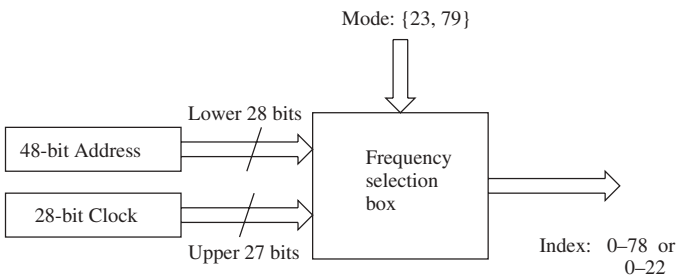 Mode: {23, 79}
Lower 28 bits
48-bit Address
Frequency
selection
box
28-bit Clock
Upper 27 bits
Index: 0–78 or
0–22